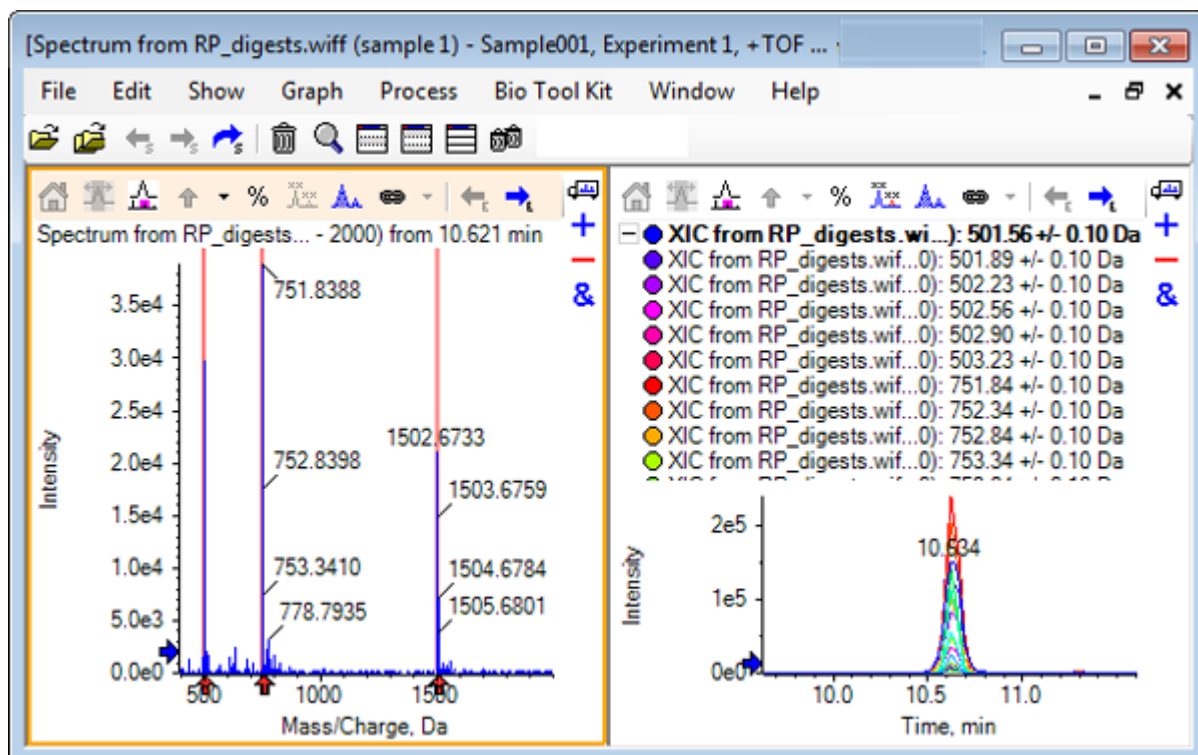 [Spectrum from RP_digests.wiff (sample 1) - Sample001, Experiment 1, +TOF ...
File Edit Show Graph Process Bio Tool Kit Window Help
%
Spectrum from RP_digests... - 2000) from 10.621 min
751.8388
3.5e4
3.0e4
2.5e4
1502.6733
2.0e4
752.8398
1503.6759
1.5e4
1.0e4
753.3410
1504.6784
778.7935
1505.6801
5.0e3
0.0e0
500 1000 1500
Intensity
Mass/Charge, Da
%
XIC from RP_digests.wi...): 501.56 +/- 0.10 Da
XIC from RP_digests.wif...0): 501.89 +/- 0.10 Da
XIC from RP_digests.wif...0): 502.23 +/- 0.10 Da
XIC from RP_digests.wif...0): 502.56 +/- 0.10 Da
XIC from RP_digests.wif...0): 502.90 +/- 0.10 Da
XIC from RP_digests.wif...0): 503.23 +/- 0.10 Da
XIC from RP_digests.wif...0): 751.84 +/- 0.10 Da
XIC from RP_digests.wif...0): 752.34 +/- 0.10 Da
XIC from RP_digests.wif...0): 752.84 +/- 0.10 Da
XIC from RP_digests.wif...0): 753.34 +/- 0.10 Da
2e5
10.634
1e5
0e0
10.0 10.5 11.0
Intensity
Time, min